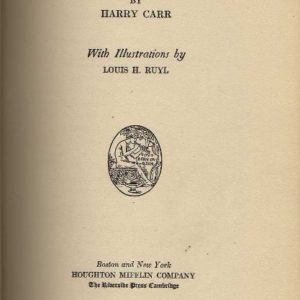 BY
HARRY CARR
With Illustrations by
LOUIS H. RUYL
Boston and New York
HOUGHTON MIFFLIN COMPANY
The Riverside Press Cambridge